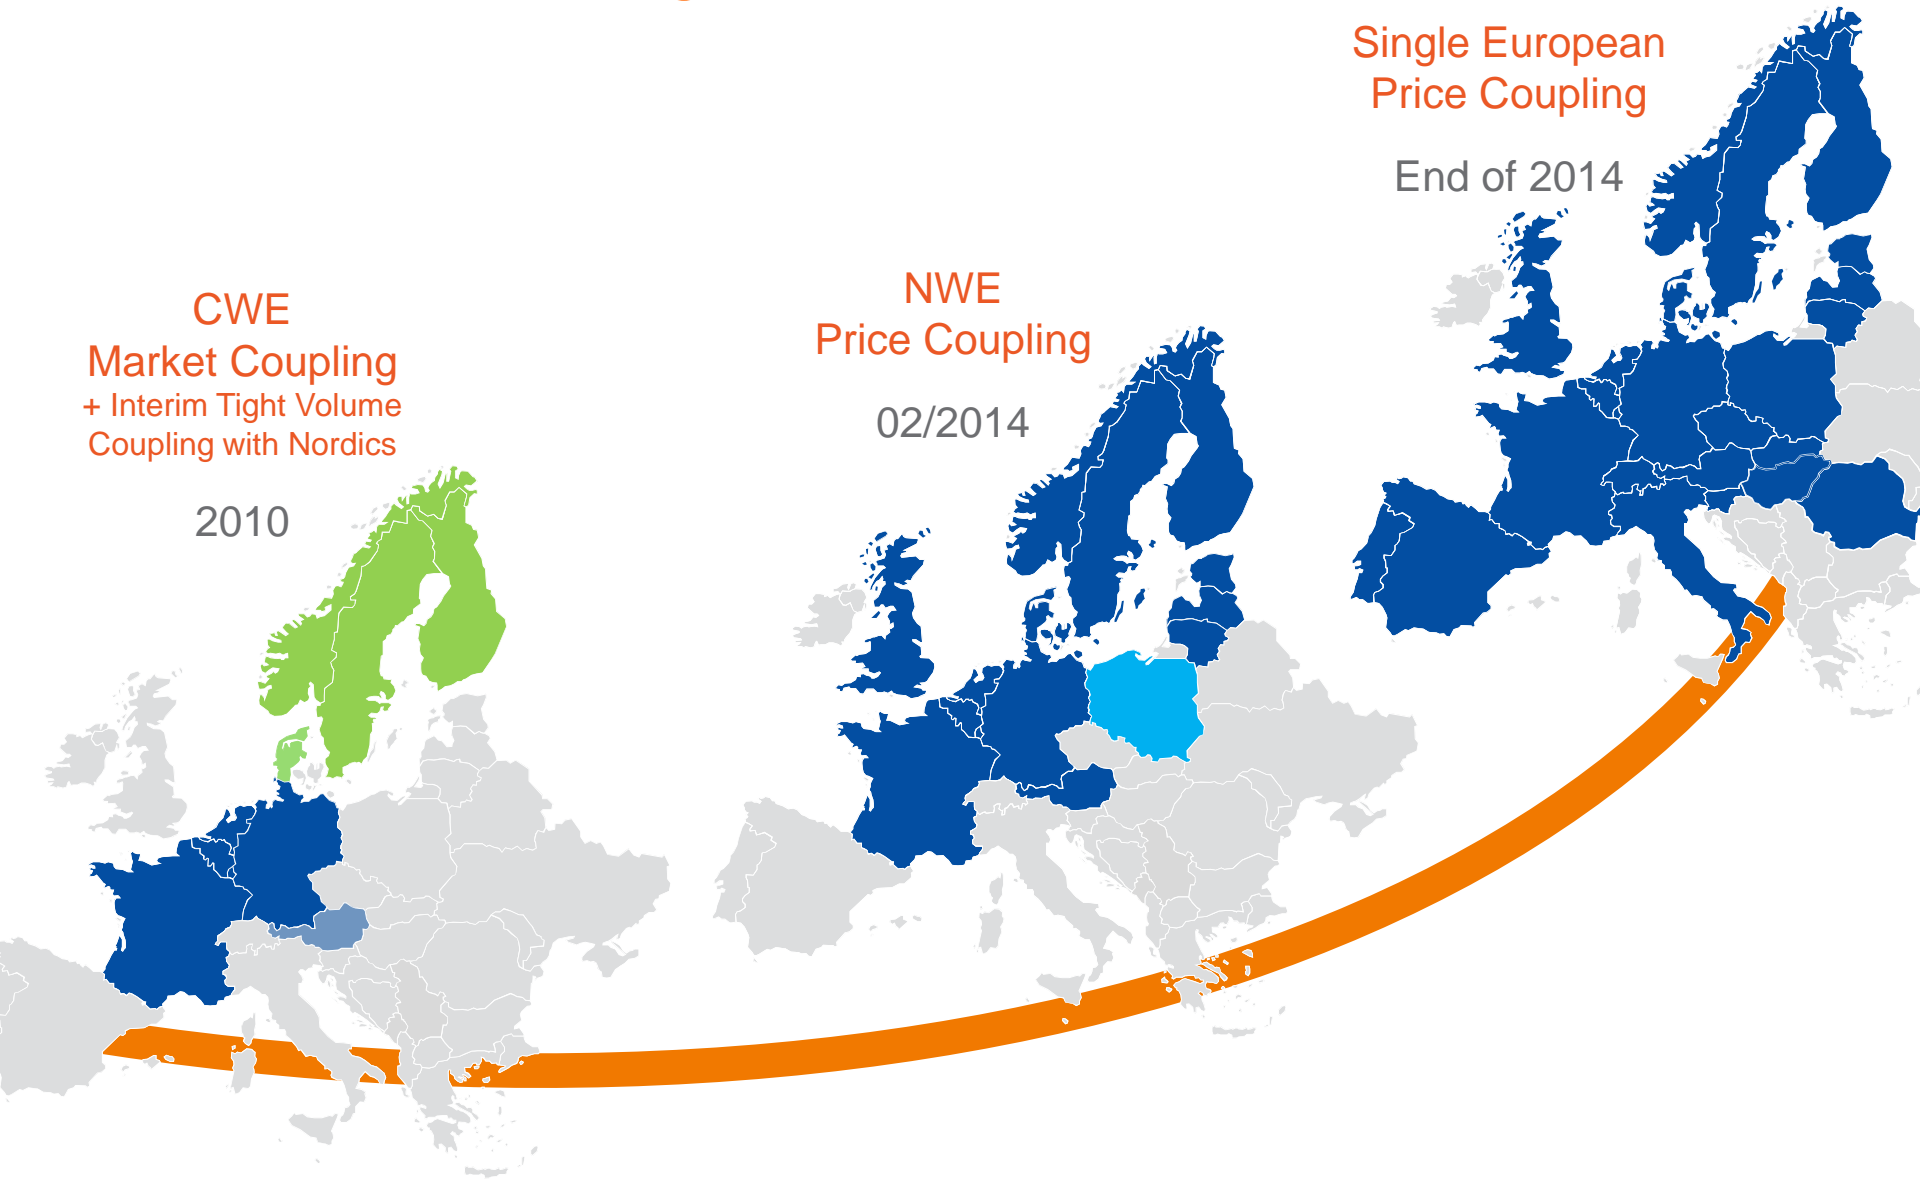 CWE
Market Coupling
+ Interim Tight Volume
Coupling with Nordics
2010
NWE
Price Coupling
02/2014
Single European
Price Coupling
End of 2014